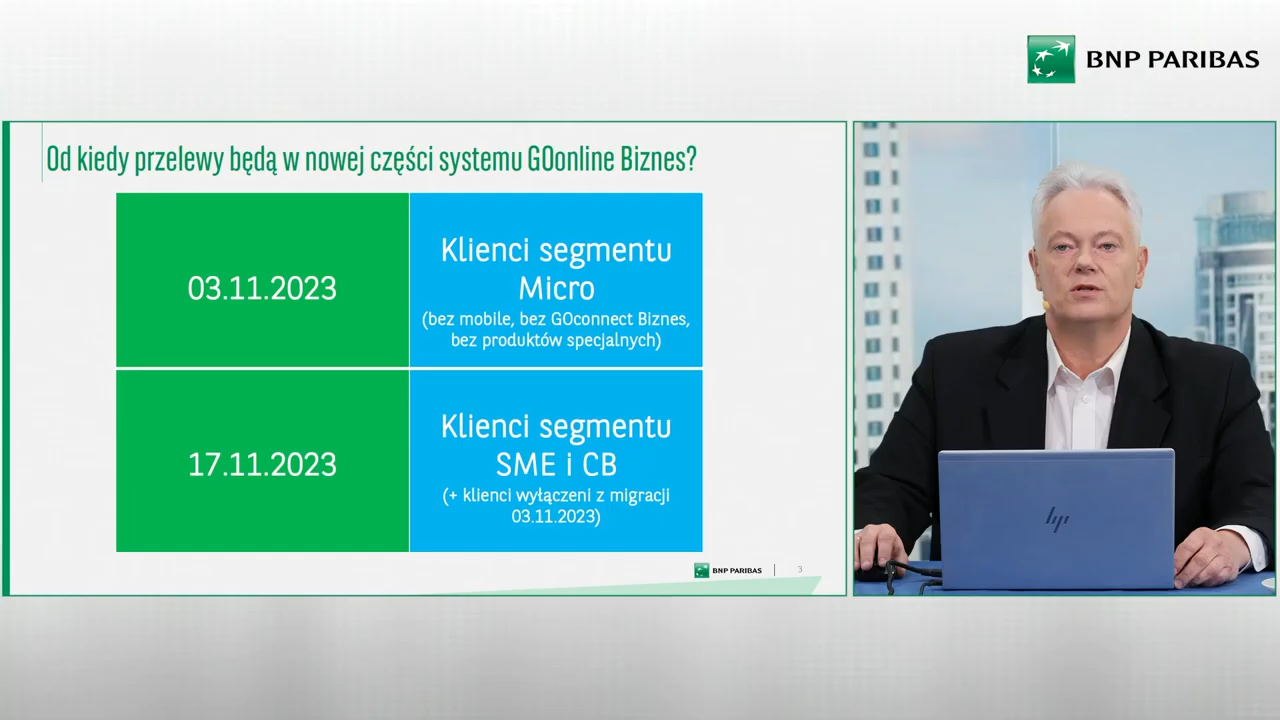 BNP PARIBAS
Od kiedy przelewy będą w nowej części systemu GOonline Biznes?
03.11.2023
Klienci segmentu
Micro
(bez mobile, bez GOconnect Biznes,
bez produktów specjalnych)
17.11.2023
Klienci segmentu
SME i CB
(+ klienci wyłączeni z migracji
03.11.2023)
BNP PARIBAS
3
hp